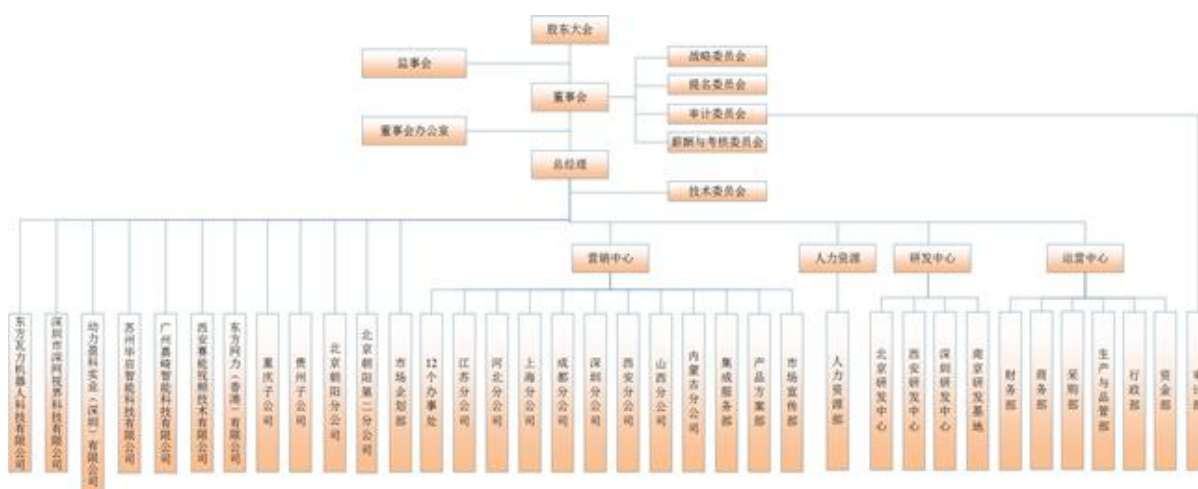 股东大会
监事会
战略委员会
提名委员会
董事会
审计委员会
董事会办公室
薪酬与考核委员会
总经理
技术委员会
营销中心
人力资源
研发中心
运营中心
东方瓦力机器人科技有限公司
深圳市深网视界科技有限公司
动力盈科实业（深圳）有限公司
苏州华启智能科技有限公司
广州嘉崎智能科技有限公司
西安赛能视频技术有限公司
东方网力（香港）有限公司
重庆子公司
贵州子公司
北京朝阳分公司
北京朝阳第二分公司
市场企划部
12个办事处
江苏分公司
河北分公司
上海分公司
成都分公司
深圳分公司
西安分公司
山西分公司
内蒙古分公司
集成服务部
产品方案部
市场宣传部
人力资源部
北京研发中心
西安研发中心
深圳研发中心
南京研发基地
财务部
商务部
采购部
生产与品管部
行政部
资金部